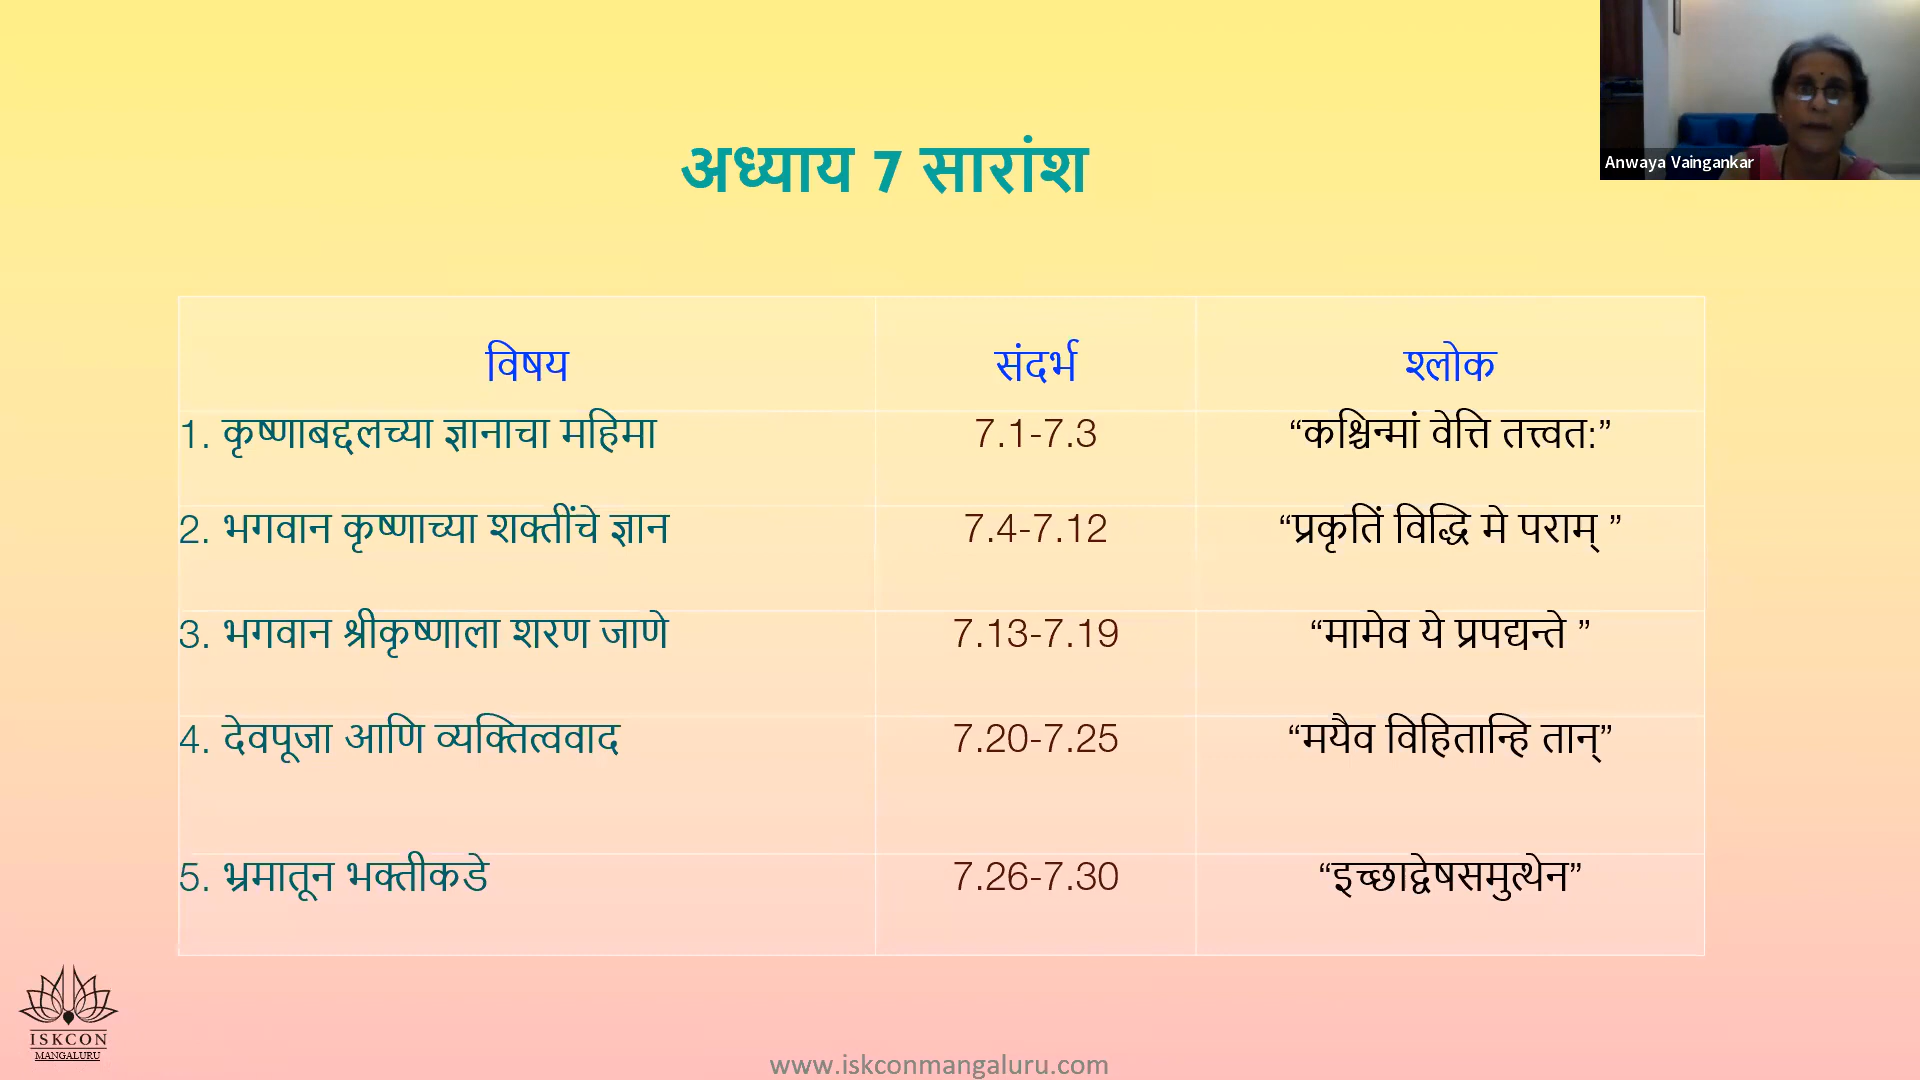 Anwaya Vaingankar
अध्याय 7 सारांश
विषय संदर्भ श्लोक
1. कृष्णाबद्दलच्या ज्ञानाचा महिमा 7.1-7.3 “कश्चिन्मां वेत्ति तत्त्वत:”
2. भगवान कृष्णाच्या शक्तींचे ज्ञान 7.4-7.12 “प्रकृतिं विद्धि मे पराम् ”
3. भगवान श्रीकृष्णाला शरण जाणे 7.13-7.19 “मामेव ये प्रपद्यन्ते ”
4. देवपूजा आणि व्यक्तित्ववाद 7.20-7.25 “मयैव विहितान्हि तान्”
5. भ्रमातून भक्तीकडे 7.26-7.30 “इच्छाद्वेषसमुत्थेन”
ISKCON
MANGALURU
www.iskconmangaluru.com